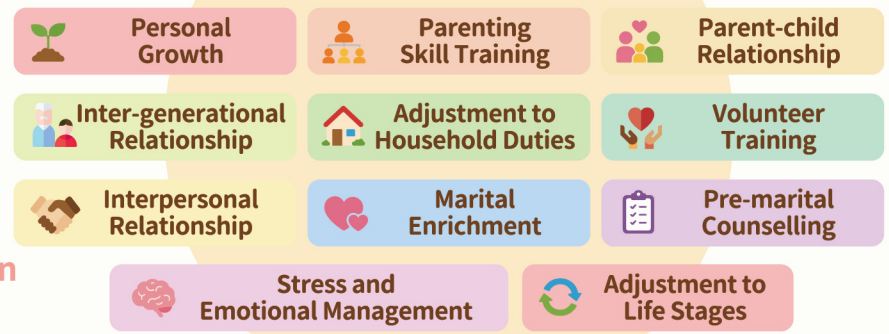 Personal
Growth
Parenting
Skill Training
Parent-child
Relationship
Inter-generational
Relationship
Adjustment to
Household Duties
Volunteer
Training
Interpersonal
Relationship
Marital
Enrichment
Pre-marital
Counselling
n
Stress and
Emotional Management
Adjustment to
Life Stages